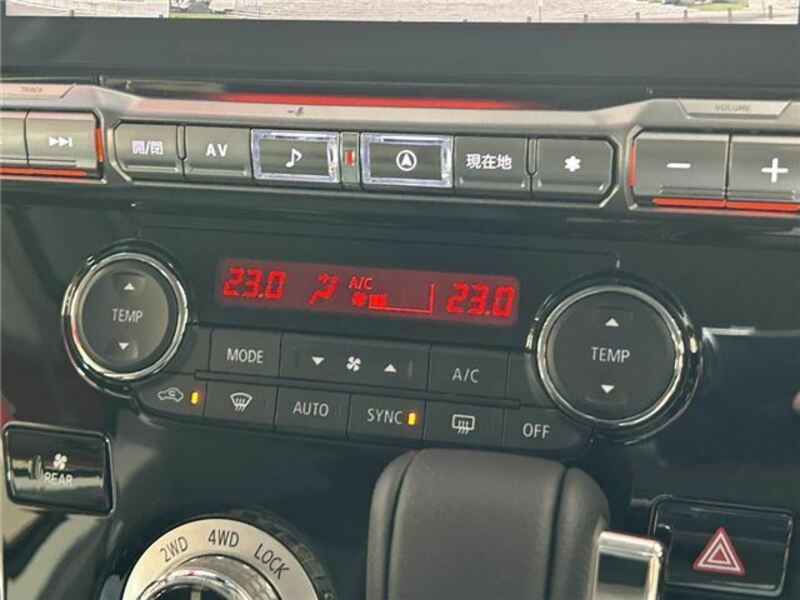 TRACK
VOLUME
開/閉
AV
現在地
23.0
A/C
23.0
TEMP
TEMP
MODE
A/C
AUTO
SYNC
OFF
REAR
2WD 4WD LOCK